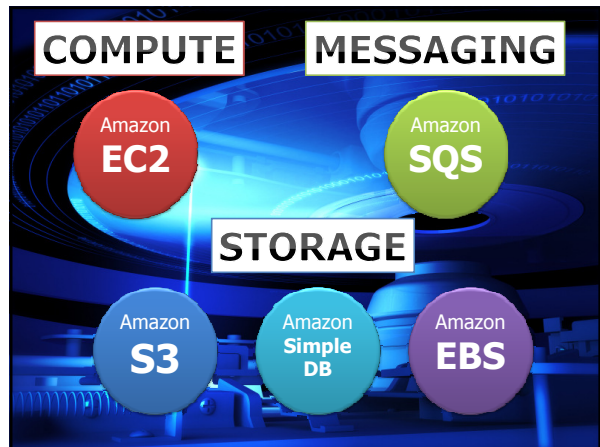 COMPUTE
MESSAGING
Amazon
EC2
Amazon
SQS
STORAGE
Amazon
S3
Amazon
Simple
DB
Amazon
EBS